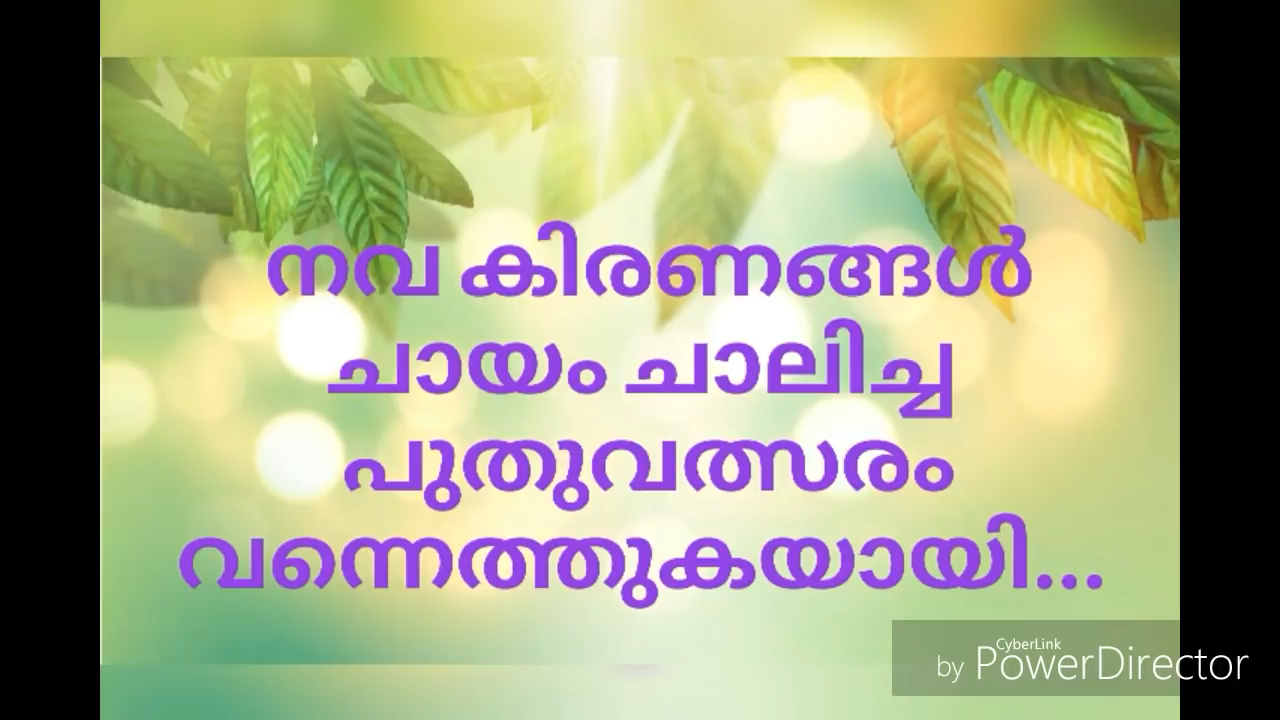 നവ കിരണങ്ങൾ
ചായം ചാലിച്ച
പുതുവത്സരം
വന്നെത്തുകയായി...
CyberLink
by PowerDirector